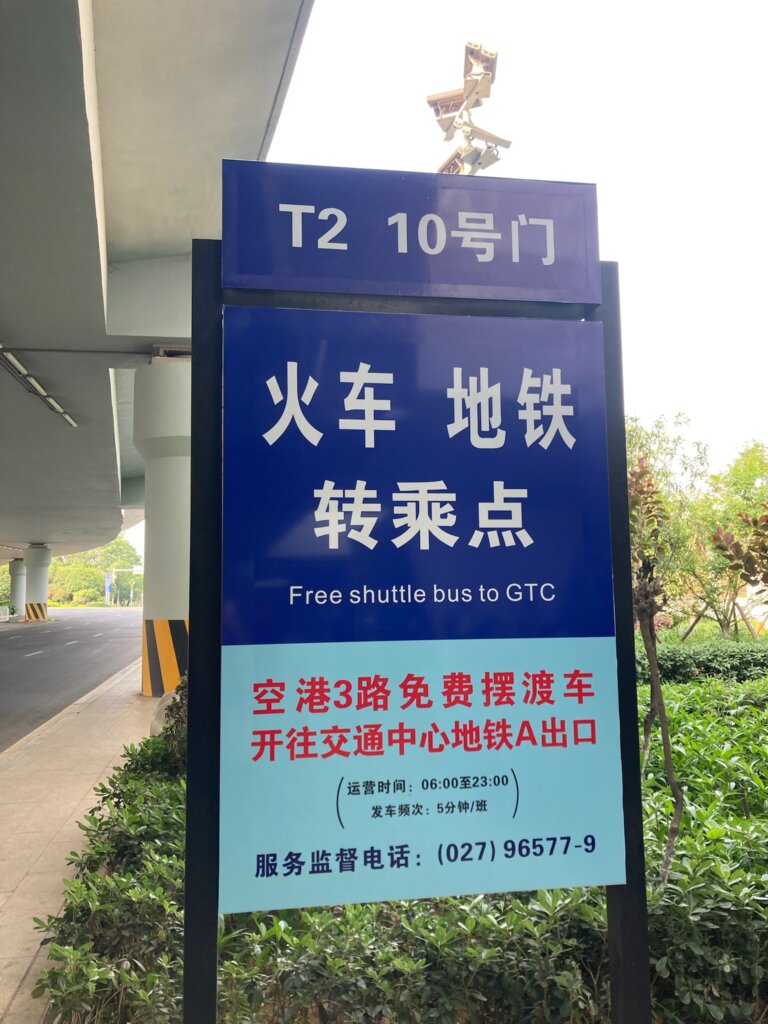 T2 10号门
火车 地铁
转乘点
Free shuttle bus to GTC
空港3路免费摆渡车
开往交通中心地铁A出口
(运营时间：06:00至23:00
发车频次：5分钟/班)
服务监督电话：(027) 96577-9